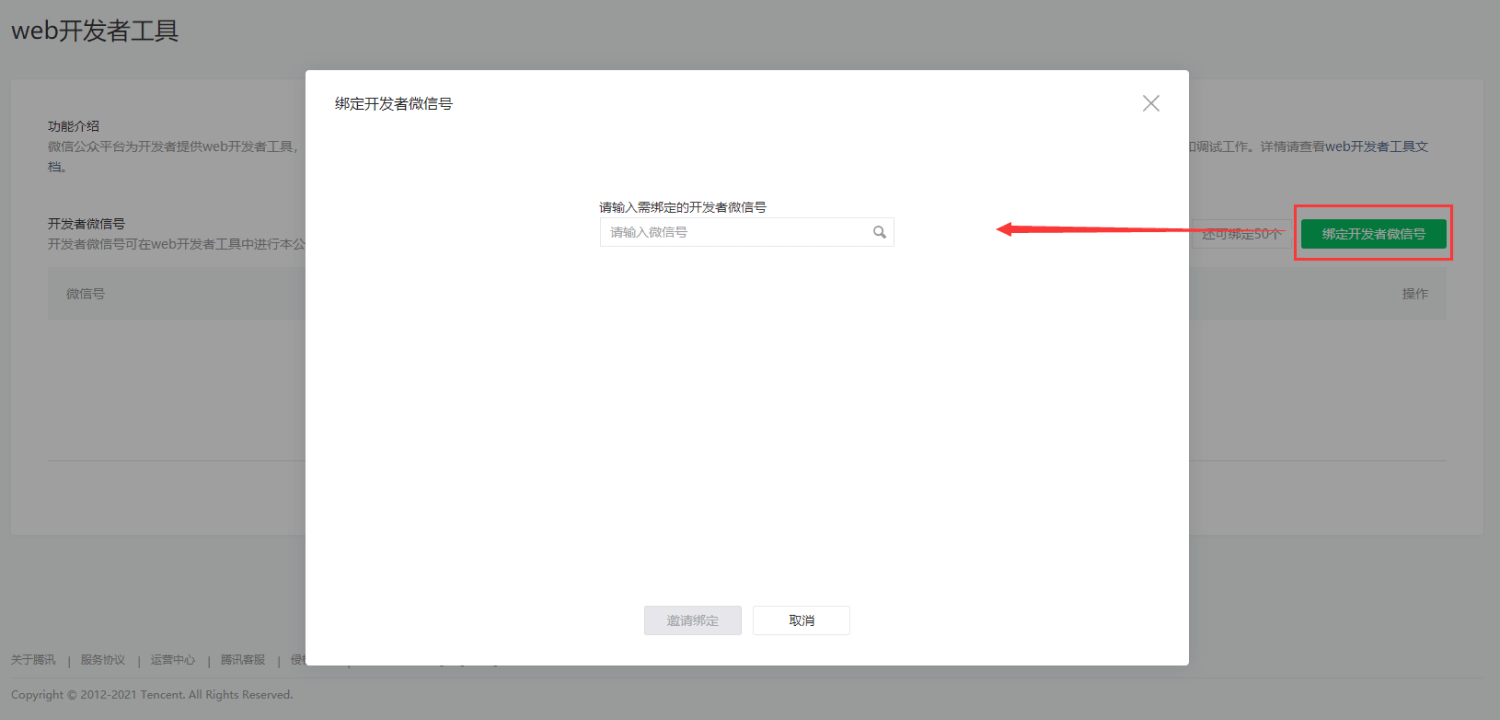 web开发者工具
绑定开发者微信号
功能介绍
微信公众平台为开发者提供web开发者工具，
和调试工作。详情请查看web开发者工具文
档。
请输入需绑定的开发者微信号
请输入微信号
开发者微信号
开发者微信号可在web开发者工具中进行本公
还可绑定50个
绑定开发者微信号
微信号
操作
邀请绑定
取消
关于腾讯 | 服务协议 | 运营中心 | 腾讯客服 |
Copyright © 2012-2021 Tencent. All Rights Reserved.